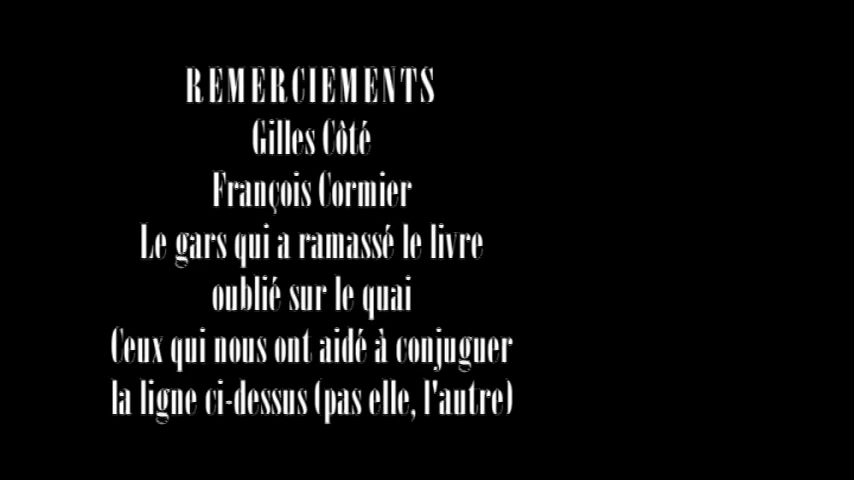 REMERCIEMENTS
Gilles Côté
François Cormier
Le gars qui a ramassé le livre
oublié sur le quai
Ceux qui nous ont aidé à conjuguer
la ligne ci-dessus (pas elle, l'autre)